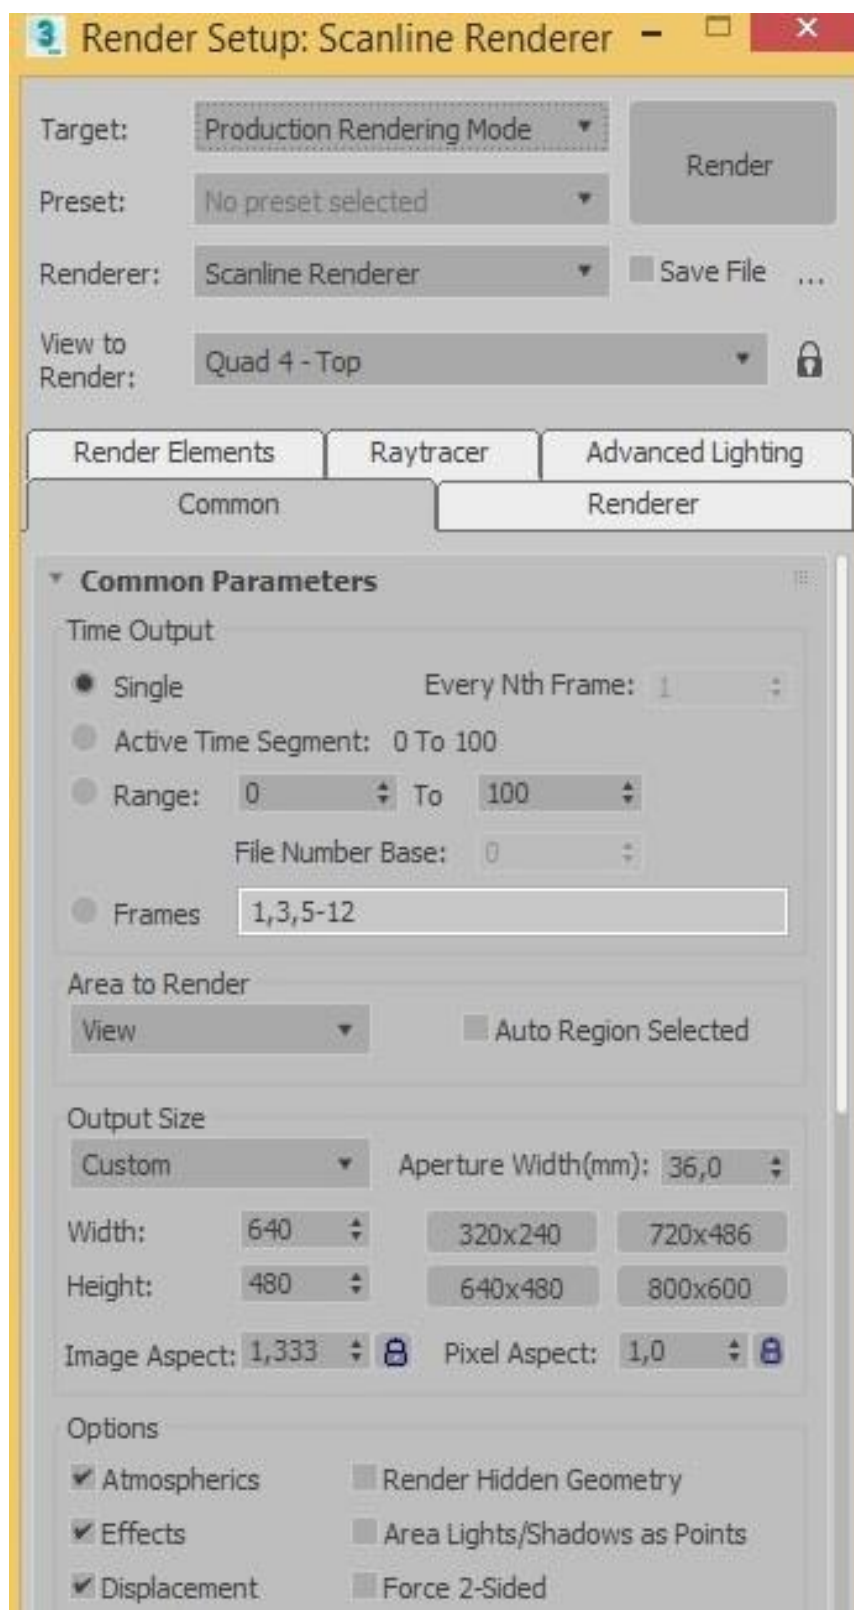 3 Render Setup: Scanline Renderer
Target: Production Rendering Mode
Render
Preset: No preset selected
Renderer: Scanline Renderer Save File ...
View to
Render: Quad 4 - Top
Render Elements Raytracer Advanced Lighting
Common Renderer
Common Parameters
Time Output
Single Every Nth Frame: 1
Active Time Segment: 0 To 100
Range: 0 To 100
File Number Base: 0
Frames 1,3,5-12
Area to Render
View Auto Region Selected
Output Size
Custom Aperture Width(mm): 36,0
Width: 640 320x240 720x486
Height: 480 640x480 800x600
Image Aspect: 1,333 Pixel Aspect: 1,0
Options
Atmospherics Render Hidden Geometry
Effects Area Lights/Shadows as Points
Displacement Force 2-Sided